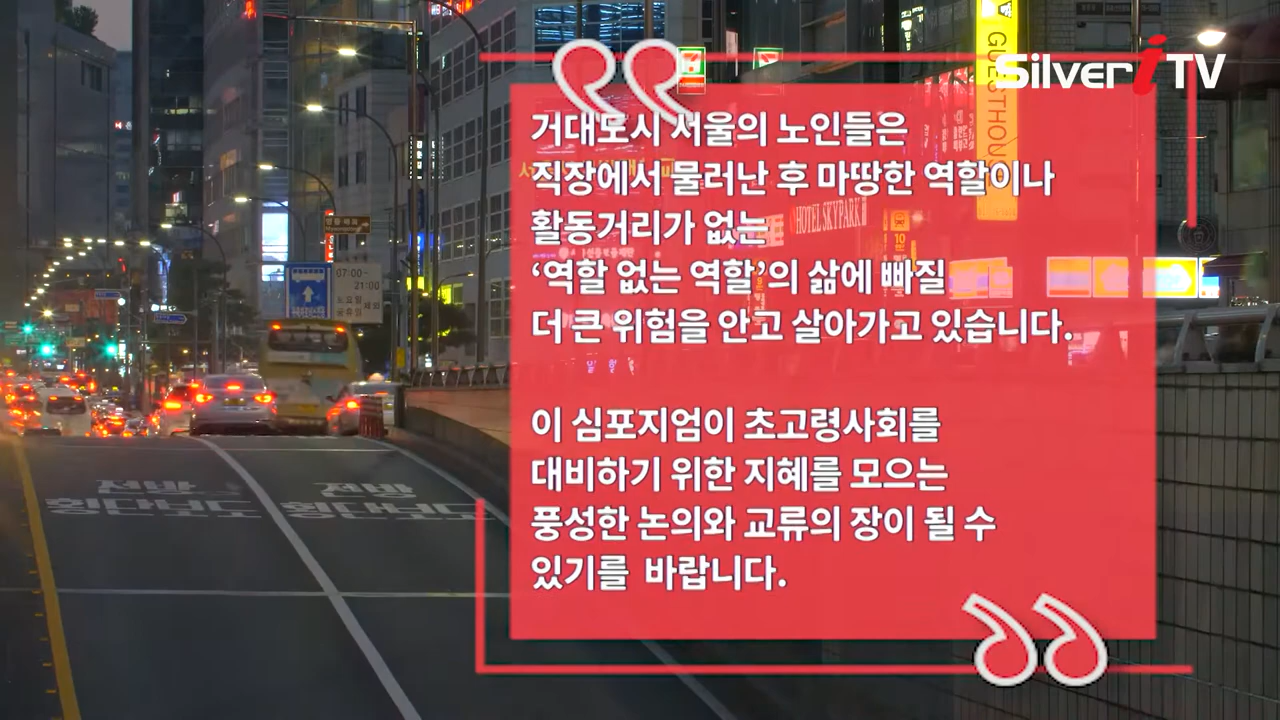 Silver i TV
GUESTHOUS
거대도시 서울의 노인들은
직장에서 물러난 후 마땅한 역할이나
활동거리가 없는
‘역할 없는 역할’의 삶에 빠질
더 큰 위험을 안고 살아가고 있습니다.
이 심포지엄이 초고령사회를
대비하기 위한 지혜를 모으는
풍성한 논의와 교류의 장이 될 수
있기를 바랍니다.
HOTEL SKYPARK
10
07:00-
21:00
전방
전방
횡단보도
횡단보도